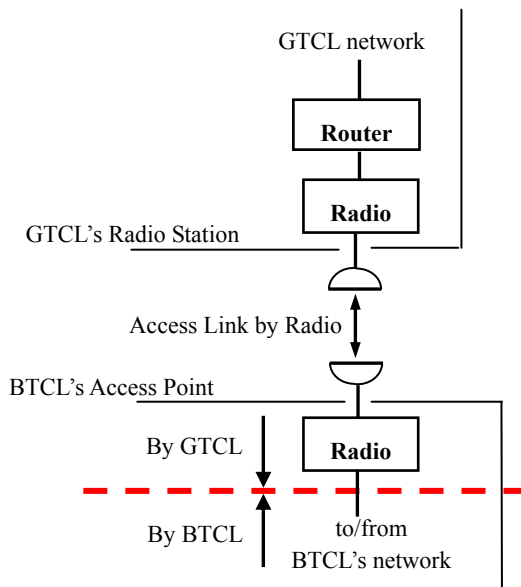 GTCL network
Router
Radio
GTCL's Radio Station
Access Link by Radio
BTCL's Access Point
Radio
By GTCL
By BTCL
to/from
BTCL's network